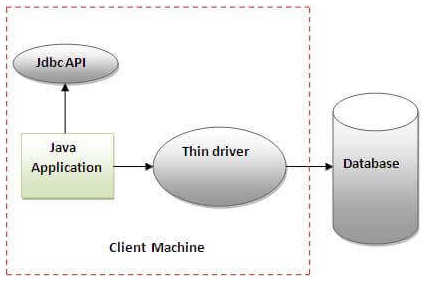 Jdbc API
Java
Application
Thin driver
Database
Client Machine